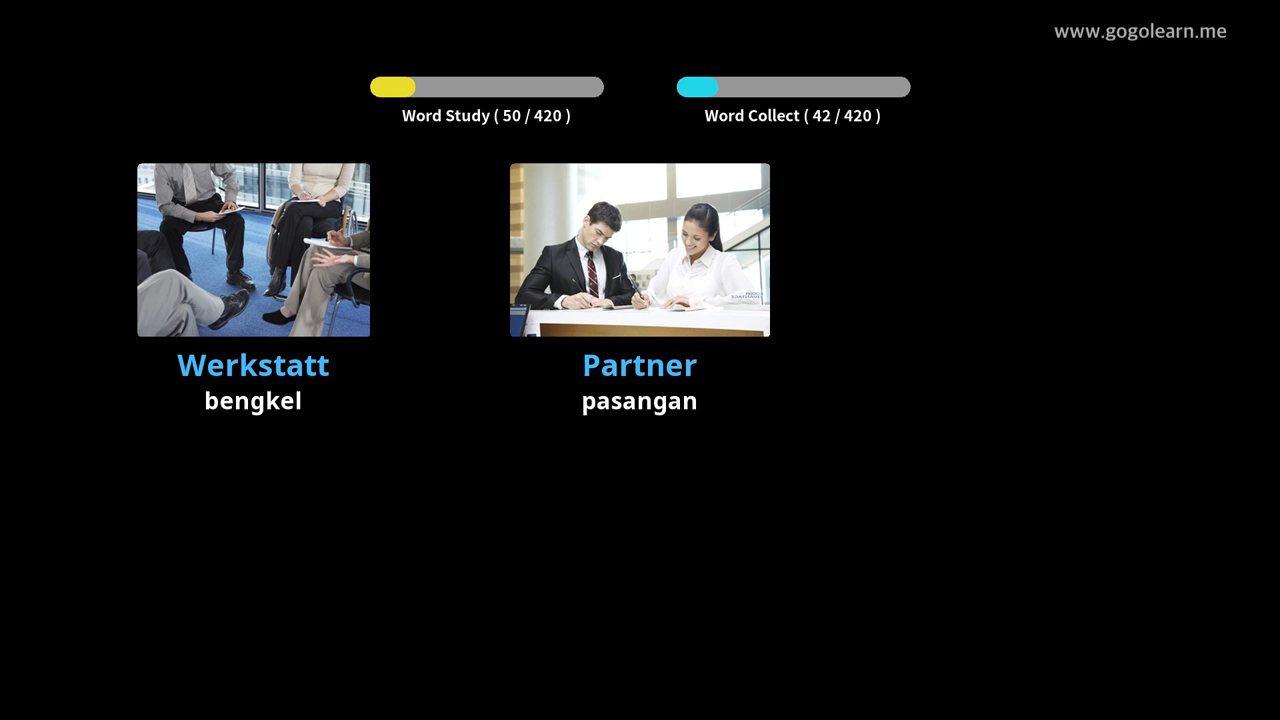 www.gogolearn.me
Word Study ( 50 / 420 )
Word Collect ( 42 / 420 )
Werkstatt
bengkel
Partner
pasangan